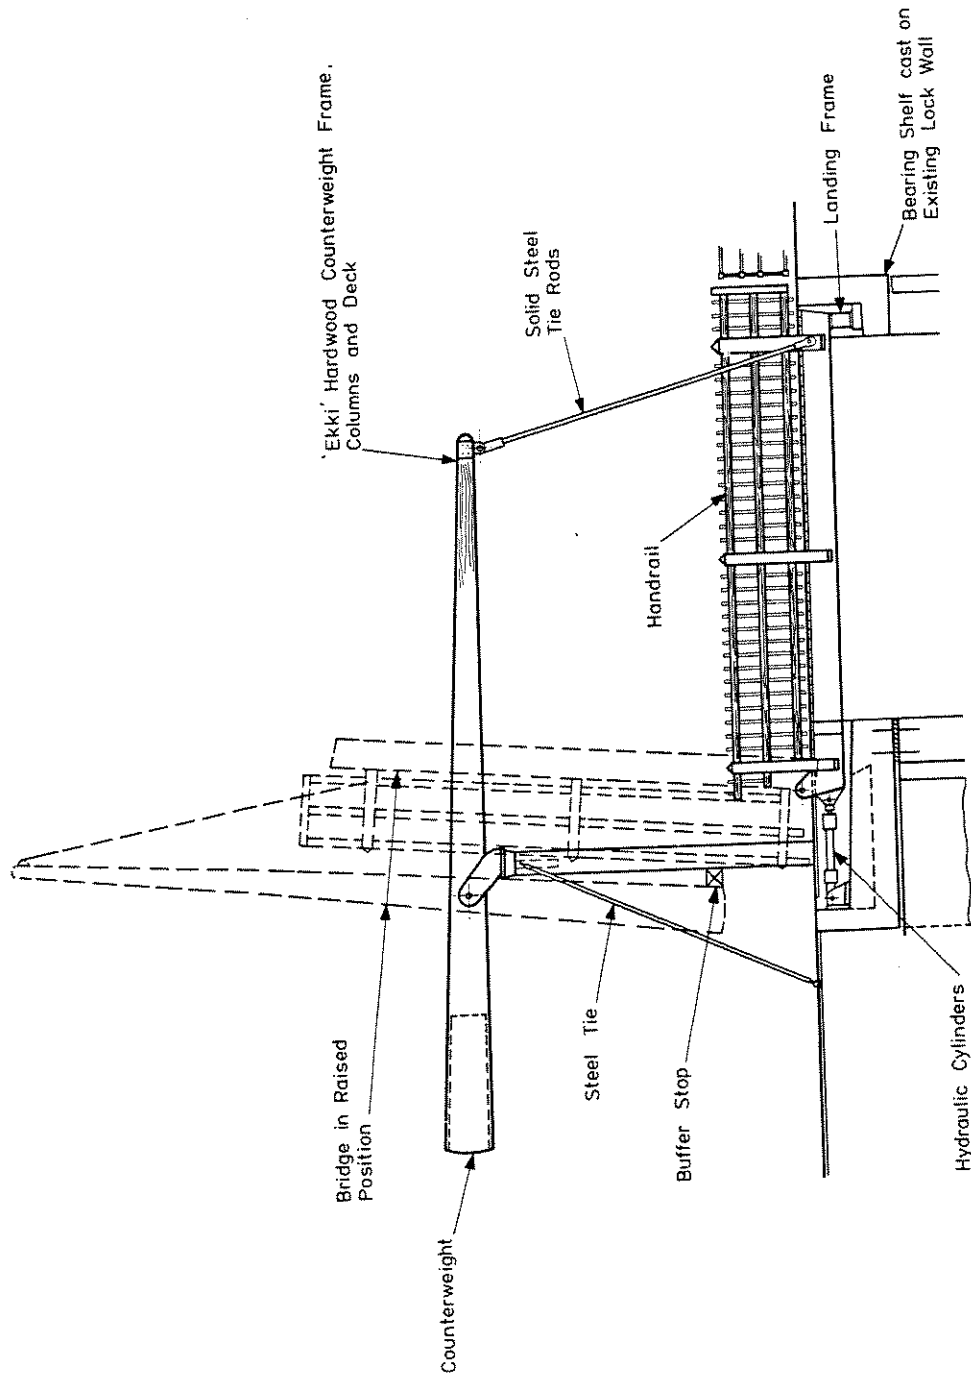 'Ekki' Hardwood Counterweight Frame,
Columns and Deck
Solid Steel
Tie Rods
Landing Frame
Bearing Shelf cast on
Existing Lock Wall
Handrail
Bridge in Raised
Position
Counterweight
Steel Tie
Buffer Stop
Hydraulic Cylinders